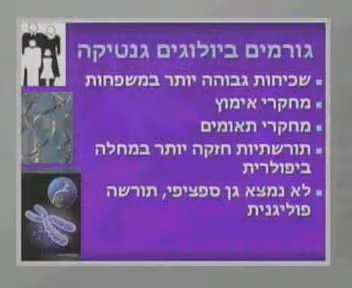 גורמים ביולוגים גנטיקה
שכיחות גבוהה יותר במשפחות
מחקרי אימוץ
מחקרי תאומים
תורשתיות חזקה יותר במחלה
ביפולרית
לא נמצא גן ספציפי, תורשה
פוליגנית